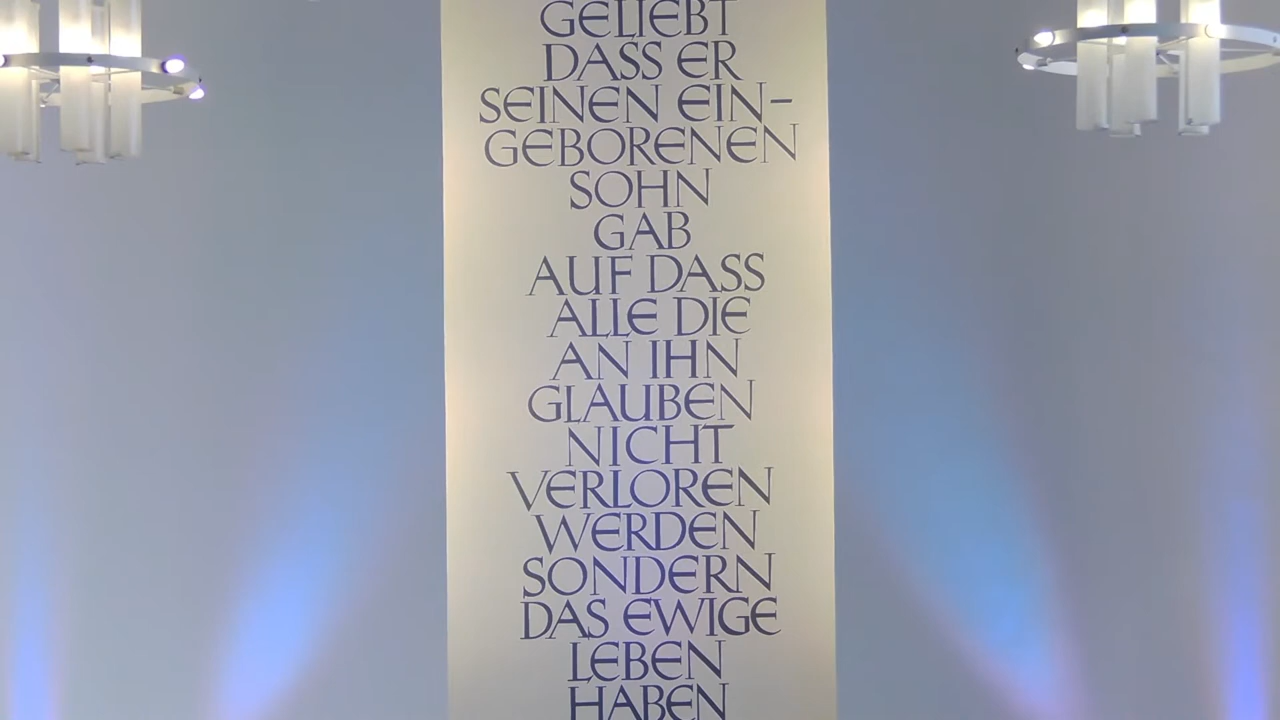 GELIEBT
DASS ER
SEINEN EIN-
GEBORENEN
SOHN
GAB
AUF DASS
ALLE DIE
AN IHN
GLAUBEN
NICHT
VERLOREN
WERDEN
SONDERN
DAS EWIGE
LEBEN
HABEN